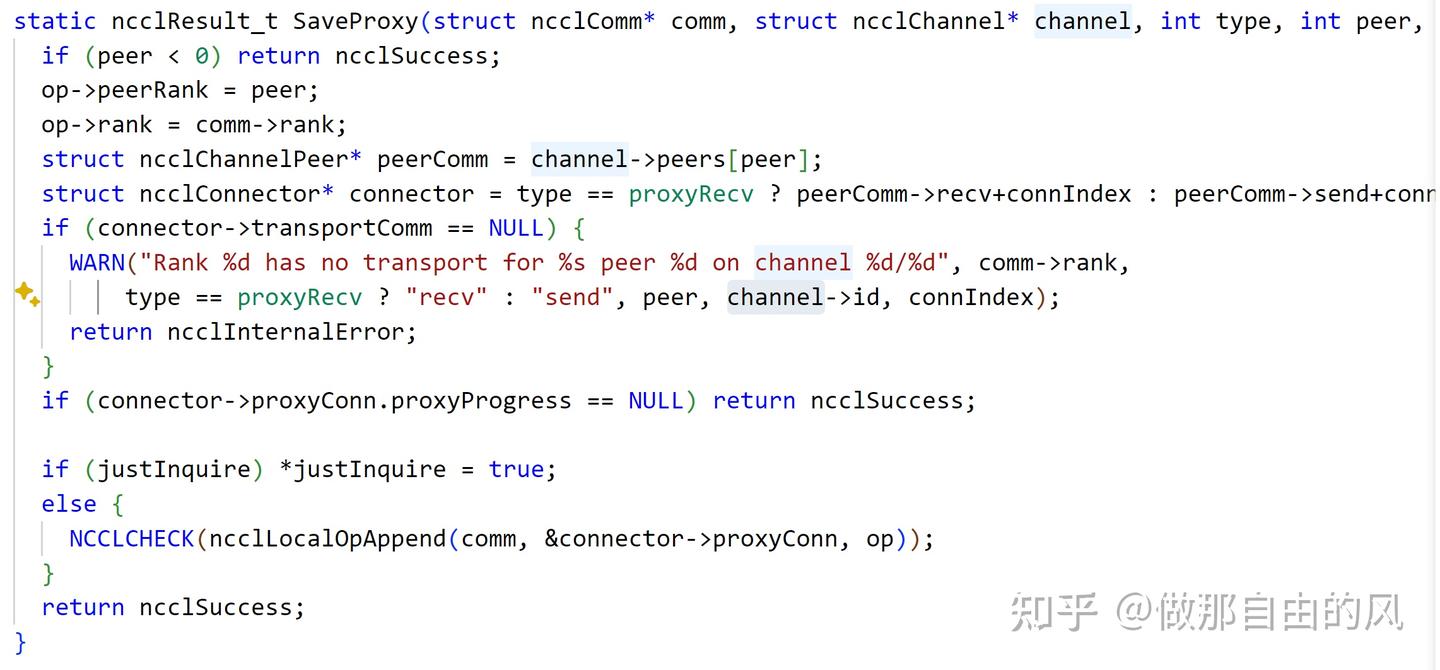 static ncclResult_t SaveProxy(struct ncclComm* comm, struct ncclChannel* channel, int type, int peer,
  if (peer < 0) return ncclSuccess;
  op->peerRank = peer;
  op->rank = comm->rank;
  struct ncclChannelPeer* peerComm = channel->peers[peer];
  struct ncclConnector* connector = type == proxyRecv ? peerComm->recv+connIndex : peerComm->send+conn
  if (connector->transportComm == NULL) {
    WARN("Rank %d has no transport for %s peer %d on channel %d/%d", comm->rank,
        type == proxyRecv ? "recv" : "send", peer, channel->id, connIndex);
    return ncclInternalError;
  }
  if (connector->proxyConn.proxyProgress == NULL) return ncclSuccess;

  if (justInquire) *justInquire = true;
  else {
    NCCLCHECK(ncclLocalOpAppend(comm, &connector->proxyConn, op));
  }
  return ncclSuccess;
}
知乎 @做那自由的风